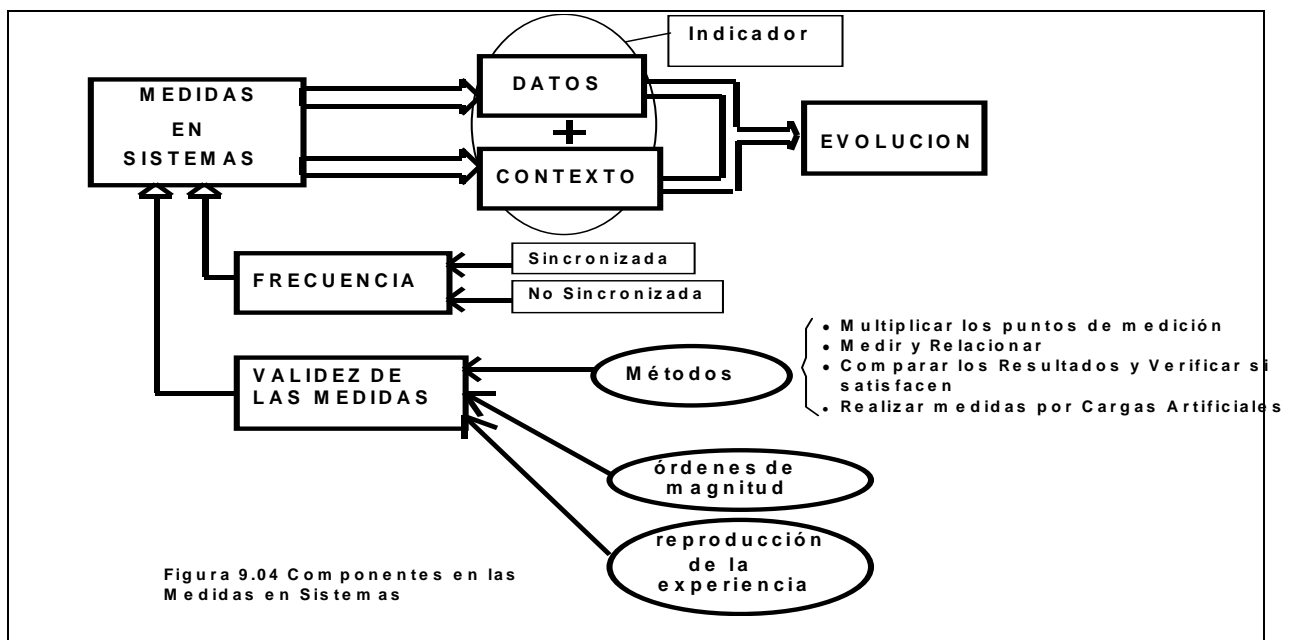 Indicador
MEDIDAS
EN
SISTEMAS
DATOS
+
CONTEXTO
EVOLUCION
FRECUENCIA
Sincronizada
No Sincronizada
VALIDEZ DE
LAS MEDIDAS
Métodos
• Multiplicar los puntos de medición
• Medir y Relacionar
• Comparar los Resultados y Verificar si
satisfacen
• Realizar medidas por Cargas Artificiales
órdenes de
magnitud
reproducción
de la
experiencia
Figura 9.04 Componentes en las
Medidas en Sistemas